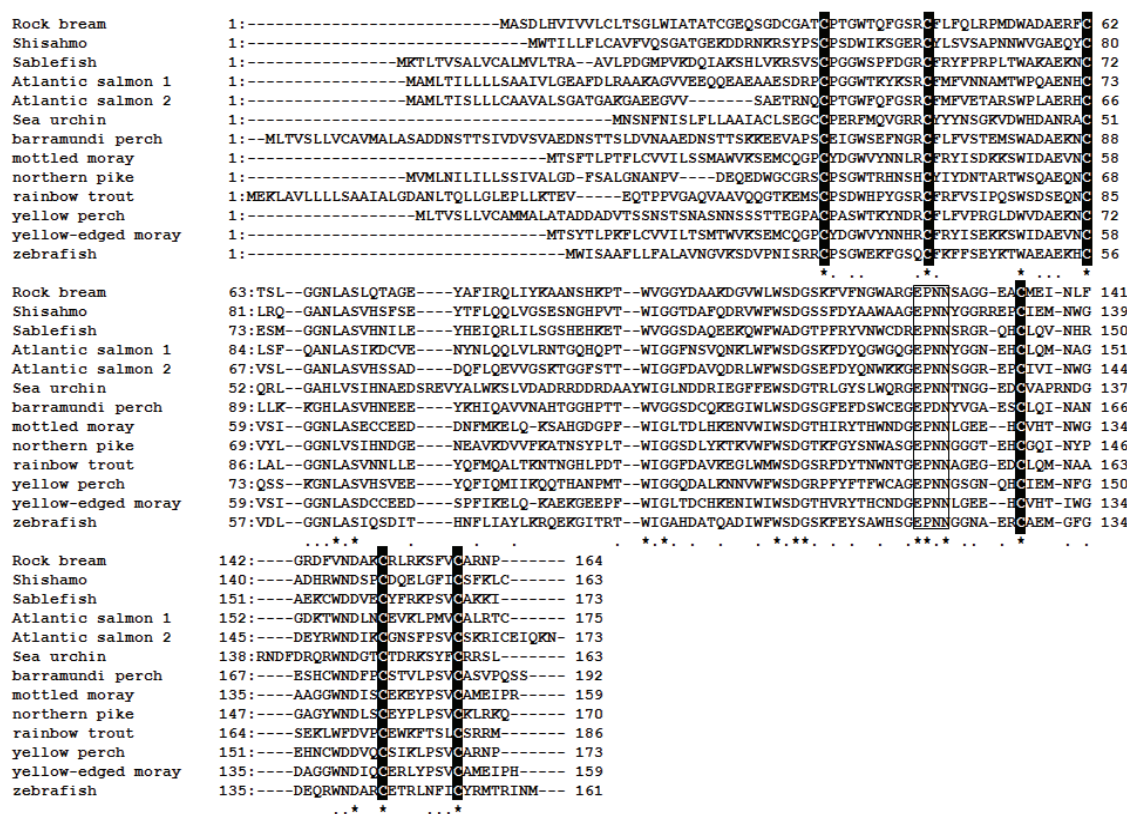 Rock bream 1:---------------------------MASDLHVIVVLCLTSGLWIATATCGEQSGDCGATCPTGWTQFGSRCFLFQLRPMDWADAERFC 62
Shisahmo 1:------------------------------MWTILLFLCAVFVQSGATGEKDDRNKRSYPSCPSDWIKSGERCYLSVSAPNNWVGAEQYC 80
Sablefish 1:-------------------MKTLTVSALVCALMVLTRA--AVLPDGMPVKDQIAKSHLVKRSVSCPGGWSPFDGRCFRYFPRPLTWAKAEKNC 72
Atlantic salmon 1 1:-----------------MAMLTILLLLSAAIVLGEAFDLRAAKAGVVEEQQEAEAAESDRPCPGGWTKYKSRCFMFVNNAMTWPQAENHC 73
Atlantic salmon 2 1:-----------------MAMLTISLLLCAAVALSGATGAKGAEEGVV-------SAETRNQCPTGWFQFGSRCFMFVETARSWPLAERHC 66
Sea urchin 1:-----------------------------MNSNFNISLFLLAAICLSEGCCPERFMQVGRRCYYYNSGKVDWHDANRAC 51
barramundi perch 1:--MLTVSLLVCAVMALASADDNSTTSIVDVSVAEDNSTTSLDVNAAEDNSTTSKKEEVAPSCEIGWSEFNGRCFLFVSTEMSWADAEKNC 88
mottled moray 1:--------------------------------MTSFTLPTFLCVVILSSMAWVKSEMCQGPCYDGWVYNNLRCFRYISDKKSWIDAEVNC 58
northern pike 1:--------------------MVMLNILILLSSIVALGD-FSALGNANPV----DEQEDWGCGRSCPSGWTRHNSHCYIYDNTARTWSQAEQNC 68
rainbow trout 1:MEKLAVLLLLSAAIALGDANLTQLLGLEPLLKTEV-----EQTPPVGAQVAAVQQGTKEMSCPSDWHPYGSRCFRFVSIPQSWSDSEQNC 85
yellow perch 1:------------------MLTVSLLVCAMMALATADDADVTSSNSTSNASNNSSSTTEGPACPASWTKYNDRCFLFVPRGLDWVDAEKNC 72
yellow-edged moray 1:--------------------------------MTSYTLPKFLCVVILTSMTWVKSEMCQGPCYDGWVYNNHRCFRYISEKKSWIDAEVNC 58
zebrafish 1:----------------------------------MWISAAFLLFALAVNGVKSDVPNISRRCPSGWEKFGSQCFKFFSEYKTWAEAEKHC 56
*. .. .*. * ... *
Rock bream 63:TSL--GGNLASLQTAGE----YAFIRQLIYKAANSHKPT--WVGGYDAAKDGVWLWSDGSKFVFNGWARGEPNNSAGG-EACMEI-NLF 141
Shisahmo 81:LRQ--GAHLASVHSFSE----YTFLQQLVGSESNGHPVT--WIGGTDAFQDRVWFWSDGSFDYAAWAAGEPNNYGGRREPCIEM-NWG 139
Sablefish 73:ESM--GGNLASVHNILE----YHEIQRLILSGSHEHKET--WVGGSDAQEEKQWFWADGTPFRYVNWCDREPNNSRGR-QHCLQV-NHR 150
Atlantic salmon 1 84:LSF--QANLASIKDCVE----NYNLQQLVLRNTGQHQPT--WIGGFNSVQNKLWFWSDGSKFDYQGWGQGEPNNYGGN-EHCLQM-NAG 151
Atlantic salmon 2 67:VSL--GANLASVHSSAD----DQFLQEVVGSKTGGFSTT--WIGGFDAVQDRLWFWSDGSEFDYQNWKKGEPNNSGGR-EPCIVI-NWG 144
Sea urchin 52:QRL--GAHLVSIHNAEDSREVYALWKSLVDADRRDDRDAAYWIGLNDDRIEGFFEWSDGTRLGYSLWQRGEPNNTNGG-EDCVAPRNDG 137
barramundi perch 89:LLK--KGHLASVHNEEE----YKHIQAVVNAHTGGHPTT--WVGGSDCQKEGIWLWSDGSGFEFDSWCEGEPDNYVGA-ESCLQI-NAN 166
mottled moray 59:VSI--GGNLASECCEED----DNFMKELQ-KSAHGDGPF--WIGLTDLHKENVWIWSDGTHIRYTHWNDGEPNNLGEE--HCVHT-NWG 134
northern pike 69:VYL--GGNLVSIHNDGE----NEAVKDVVFKATNSYPLT--WIGGSDLYKTKVWFWSDGTKFGYSNWASGEPNNGGGT-EHCGQI-NYP 146
rainbow trout 86:LAL--GGNLASVNNLLE----YQFMQALTKNTNGHLPDT--WIGGFDAVKEGLWMWSDGSRFDYTNWNTGEPNNAGEG-EDCLQM-NAA 163
yellow perch 73:QSS--KGNLASVHSVEE----YQFIQMIIKQQTHANPMT--WIGGQDALKNNVWFWSDGRPFYFTFWCAGEPNNGSGN-QHCIEM-NFG 150
yellow-edged moray 59:VSI--GGNLASDCCEED----SPFIKELQ-KAEKGEEPF--WIGLTDCHKENIWIWSDGTHVRYTHCNDGEPNNLGEE--HCVHT-IWG 134
zebrafish 57:VDL--GGNLASIQSDIT----HNFLIAYLKRQEKGITRT--WIGAHDATQADIFWFWSDGSKFEYSAWHSGEPNNGGNA-ERCAEM-GFG 134
... *.* . . . . *.* . . . *.** . . . **.* .. . * . .
Rock bream 142:----GRDFVNDAKCRLRKSFVCARNP------- 164
Shishamo 140:----ADHRWNDSPCDQELGFICSFKLC------ 163
Sablefish 151:----AEKCWDDVECYFRKPSVCAKKI------- 173
Atlantic salmon 1 152:----GDKTWNDLNCEVKLPMVCALRTC------ 175
Atlantic salmon 2 145:----DEYRWNDIKCGNSFPSVCSKRICEIQKN- 173
Sea urchin 138:RNDFDRQRWNDGTCTDRKSYFCRRSL------- 163
barramundi perch 167:----ESHCWNDFPCSTVLPSVCASVPQSS---- 192
mottled moray 135:----AAGGWNDISCEKEYPSVCAMEIPR----- 159
northern pike 147:----GAGYWNDLSCEYPLPSVCKLRKQ------ 170
rainbow trout 164:----SEKLWFDVPCEWKFTSLCSRRM------- 186
yellow perch 151:----EHNCWDDVQCSIKLPSVCARNP------- 173
yellow-edged moray 135:----DAGGWNDIQCERLYPSVCAMEIPH----- 159
zebrafish 135:----DEQRWNDARCETRLNFICYRMTRINM--- 161
..* * ...*